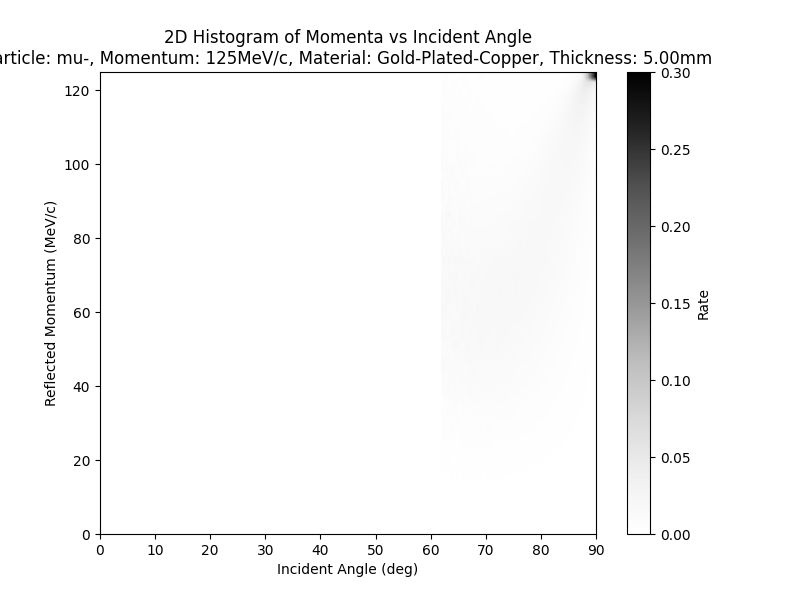 2D Histogram of Momenta vs Incident Angle
article: mu-, Momentum: 125MeV/c, Material: Gold-Plated-Copper, Thickness: 5.00mm
120
100
80
60
40
20
0
Reflected Momentum (MeV/c)
0 10 20 30 40 50 60 70 80 90
Incident Angle (deg)
0.30
0.25
0.20
0.15
0.10
0.05
0.00
Rate